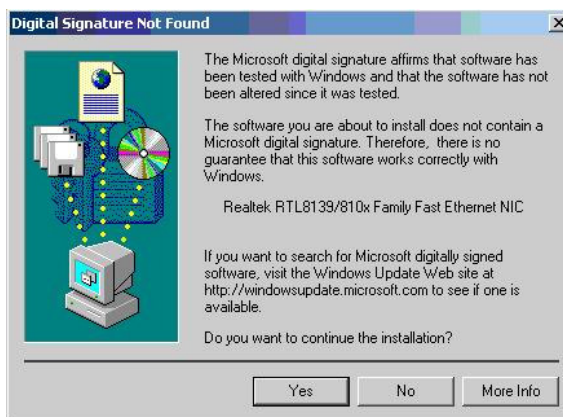 Digital Signature Not Found
The Microsoft digital signature affirms that software has
been tested with Windows and that the software has not
been altered since it was tested.
The software you are about to install does not contain a
Microsoft digital signature. Therefore, there is no
guarantee that this software works correctly with
Windows.
Realtek RTL8139/810x Family Fast Ethernet NIC
If you want to search for Microsoft digitally signed
software, visit the Windows Update Web site at
http://windowsupdate.microsoft.com to see if one is
available.
Do you want to continue the installation?
Yes No More Info